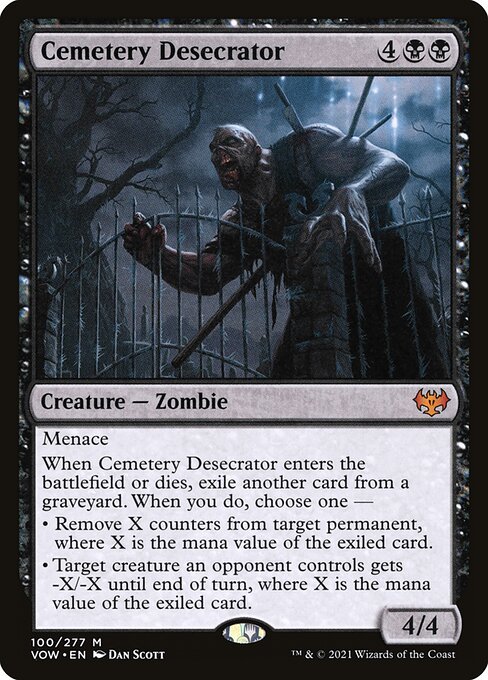 Cemetery Desecrator 4
Creature — Zombie
Menace
When Cemetery Desecrator enters the
battlefield or dies, exile another card from a
graveyard. When you do, choose one —
• Remove X counters from target permanent,
where X is the mana value of the exiled card.
• Target creature an opponent controls gets
-X/-X until end of turn, where X is the mana
value of the exiled card.
4/4
100/277 M
VOW • EN Dan Scott
™ & © 2021 Wizards of the Coast